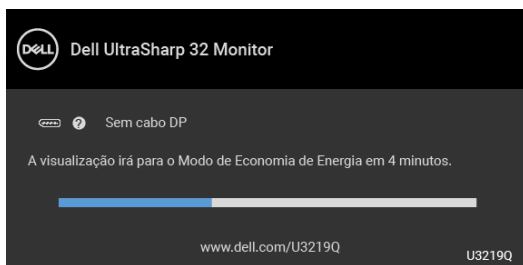 DELL
Dell UltraSharp 32 Monitor
? Sem cabo DP
A visualização irá para o Modo de Economia de Energia em 4 minutos.
www.dell.com/U3219Q
U3219Q